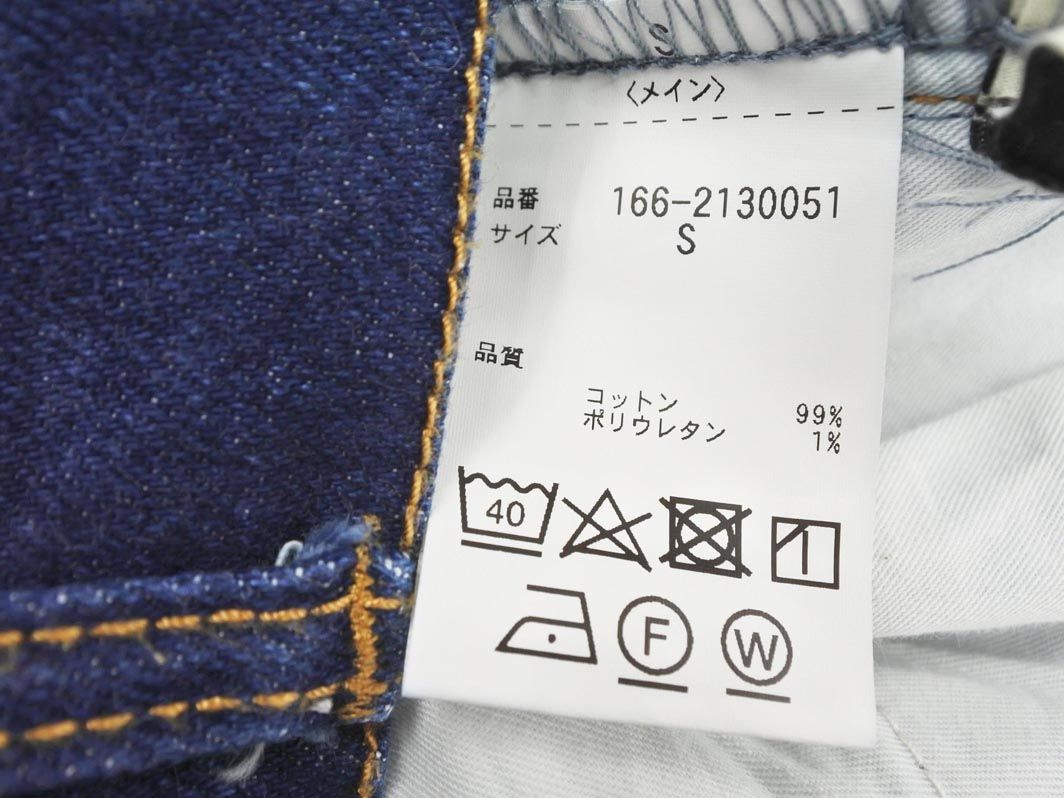 S
〈メイン〉
品番 166-2130051
サイズ S
品質
コットン 99%
ポリウレタン 1%
40
F W